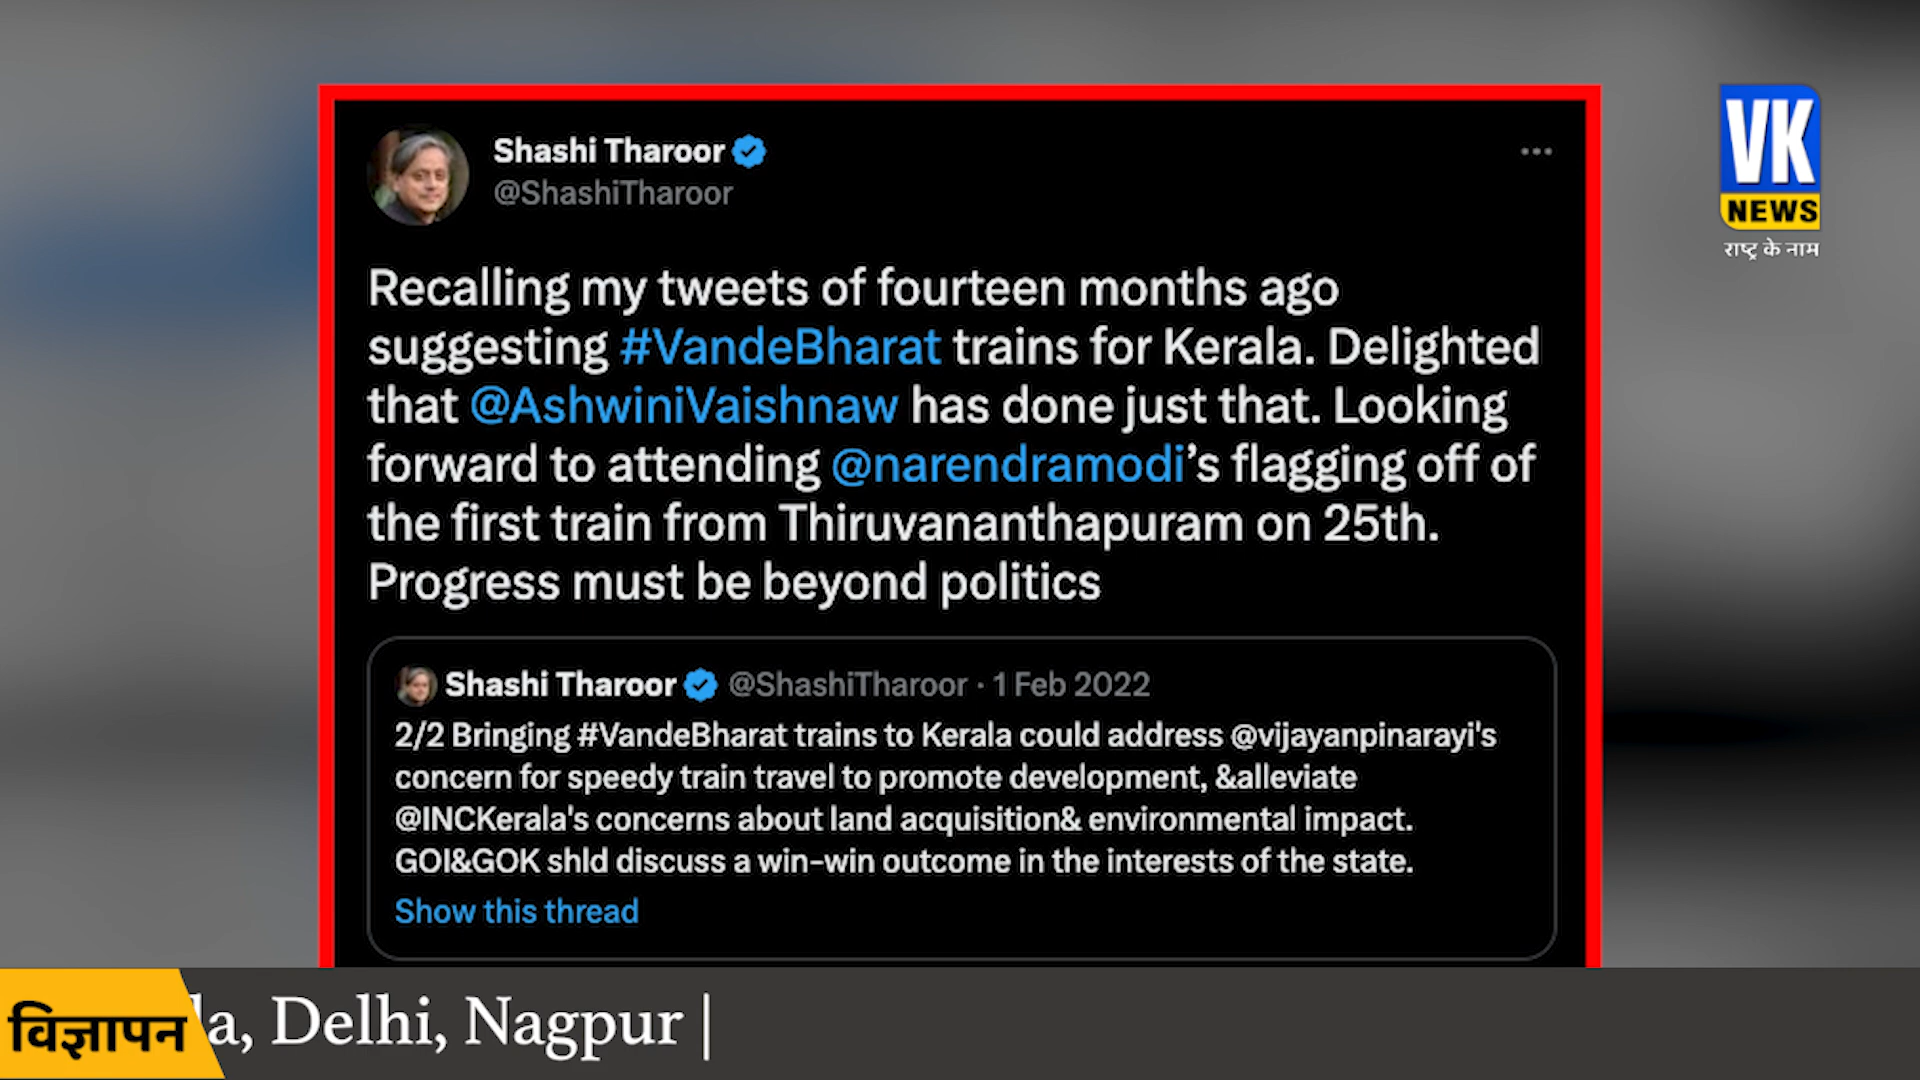 Shashi Tharoor
@ShashiTharoor
Recalling my tweets of fourteen months ago
suggesting #VandeBharat trains for Kerala. Delighted
that @AshwiniVaishnaw has done just that. Looking
forward to attending @narendramodi’s flagging off of
the first train from Thiruvananthapuram on 25th.
Progress must be beyond politics
Shashi Tharoor @ShashiTharoor · 1 Feb 2022
2/2 Bringing #VandeBharat trains to Kerala could address @vijayanpinarayi's
concern for speedy train travel to promote development, &alleviate
@INCKerala's concerns about land acquisition& environmental impact.
GOI&GOK shld discuss a win-win outcome in the interests of the state.
Show this thread
VK
NEWS
राष्ट्र के नाम
विज्ञापन
Delhi, Nagpur |